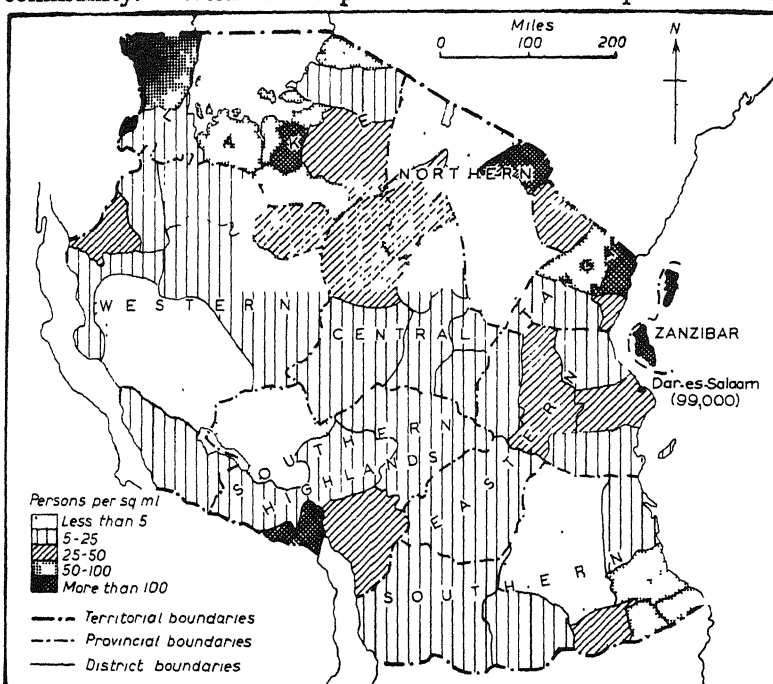 Miles
0 100 200
N
A K E
NORTHERN
WESTERN
CENTRAL
ZANZIBAR
Dar-es-Salaam
(99,000)
SOUTHERN
HIGHLANDS
EASTERN
SOUTHERN
Persons per sq ml
Less than 5
5-25
25-50
50-100
More than 100
Territorial boundaries
Provincial boundaries
District boundaries